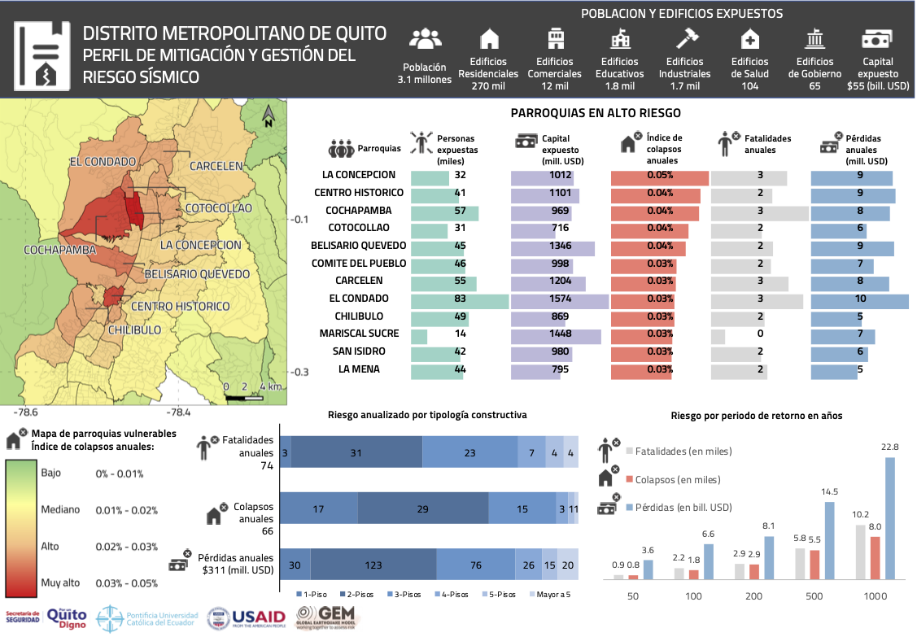 DISTRITO METROPOLITANO DE QUITO
PERFIL DE MITIGACIÓN Y GESTIÓN DEL
RIESGO SÍSMICO
POBLACION Y EDIFICIOS EXPUESTOS
Población
3.1 millones
Edificios
Residenciales
270 mil
Edificios
Comerciales
12 mil
Edificios
Educativos
1.8 mil
Edificios
Industriales
1.7 mil
Edificios
de Salud
104
Edificios
de Gobierno
65
Capital
expuesto
$55 (bill. USD)
N
EL CONDADO
CARCELEN
COTOCOLLAO
LA CONCEPCION
COCHAPAMBA
BELISARIO QUEVEDO
CENTRO HISTORICO
CHILIBULO
0 2 4 km
-0.1
-0.3
-78.6
-78.4
PARROQUIAS EN ALTO RIESGO
Parroquias
Personas
expuestas
(miles)
Capital
expuesto
(mill. USD)
Índice de
colapsos
anuales
Fatalidades
anuales
Pérdidas
anuales
(mill. USD)
LA CONCEPCION 32 1012 0.05% 3 9
CENTRO HISTORICO 41 1101 0.04% 2 9
COCHAPAMBA 57 969 0.04% 3 8
COTOCOLLAO 31 716 0.04% 2 6
BELISARIO QUEVEDO 45 1346 0.04% 2 9
COMITE DEL PUEBLO 46 998 0.03% 2 7
CARCELEN 55 1204 0.03% 3 8
EL CONDADO 83 1574 0.03% 3 10
CHILIBULO 49 869 0.03% 2 5
MARISCAL SUCRE 14 1448 0.03% 0 7
SAN ISIDRO 42 980 0.03% 2 6
LA MENA 44 795 0.03% 2 5
Mapa de parroquias vulnerables
Índice de colapsos anuales:
Bajo 0% - 0.01%
Mediano 0.01% - 0.02%
Alto 0.02% - 0.03%
Muy alto 0.03% - 0.05%
Riesgo anualizado por tipología constructiva
Fatalidades
anuales
74
3 31 23 7 4 4
Colapsos
anuales
66
17 29 15 3 1 1
Pérdidas anuales
$311 (mill. USD)
30 123 76 26 15 20
1-Piso 2-Pisos 3-Pisos 4-Pisos 5-Pisos Mayor a 5
Riesgo por periodo de retorno en años
Fatalidades (en miles)
Colapsos (en miles)
Pérdidas (en bill. USD)
0.9 0.8 3.6
2.2 1.8 6.6
2.9 2.9 8.1
5.8 5.5 14.5
10.2 8.0 22.8
50 100 200 500 1000
Secretaría de
SEGURIDAD
Por un
Quito
Digno
Pontificia Universidad
Católica del Ecuador
USAID
FROM THE AMERICAN PEOPLE
GEM
GLOBAL EARTHQUAKE MODEL
working together to assess risk